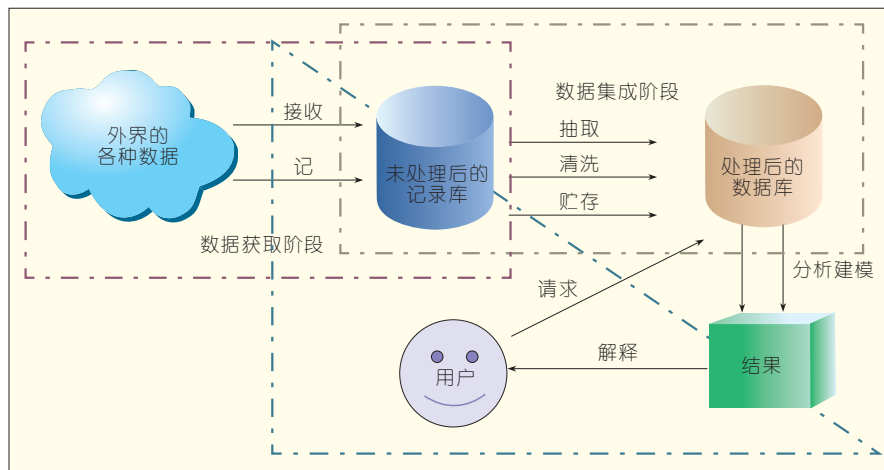 外界的
各种数据
接收
记
未处理后的
记录库
数据获取阶段
数据集成阶段
抽取
清洗
贮存
处理后的
数据库
分析建模
请求
用户
解释
结果